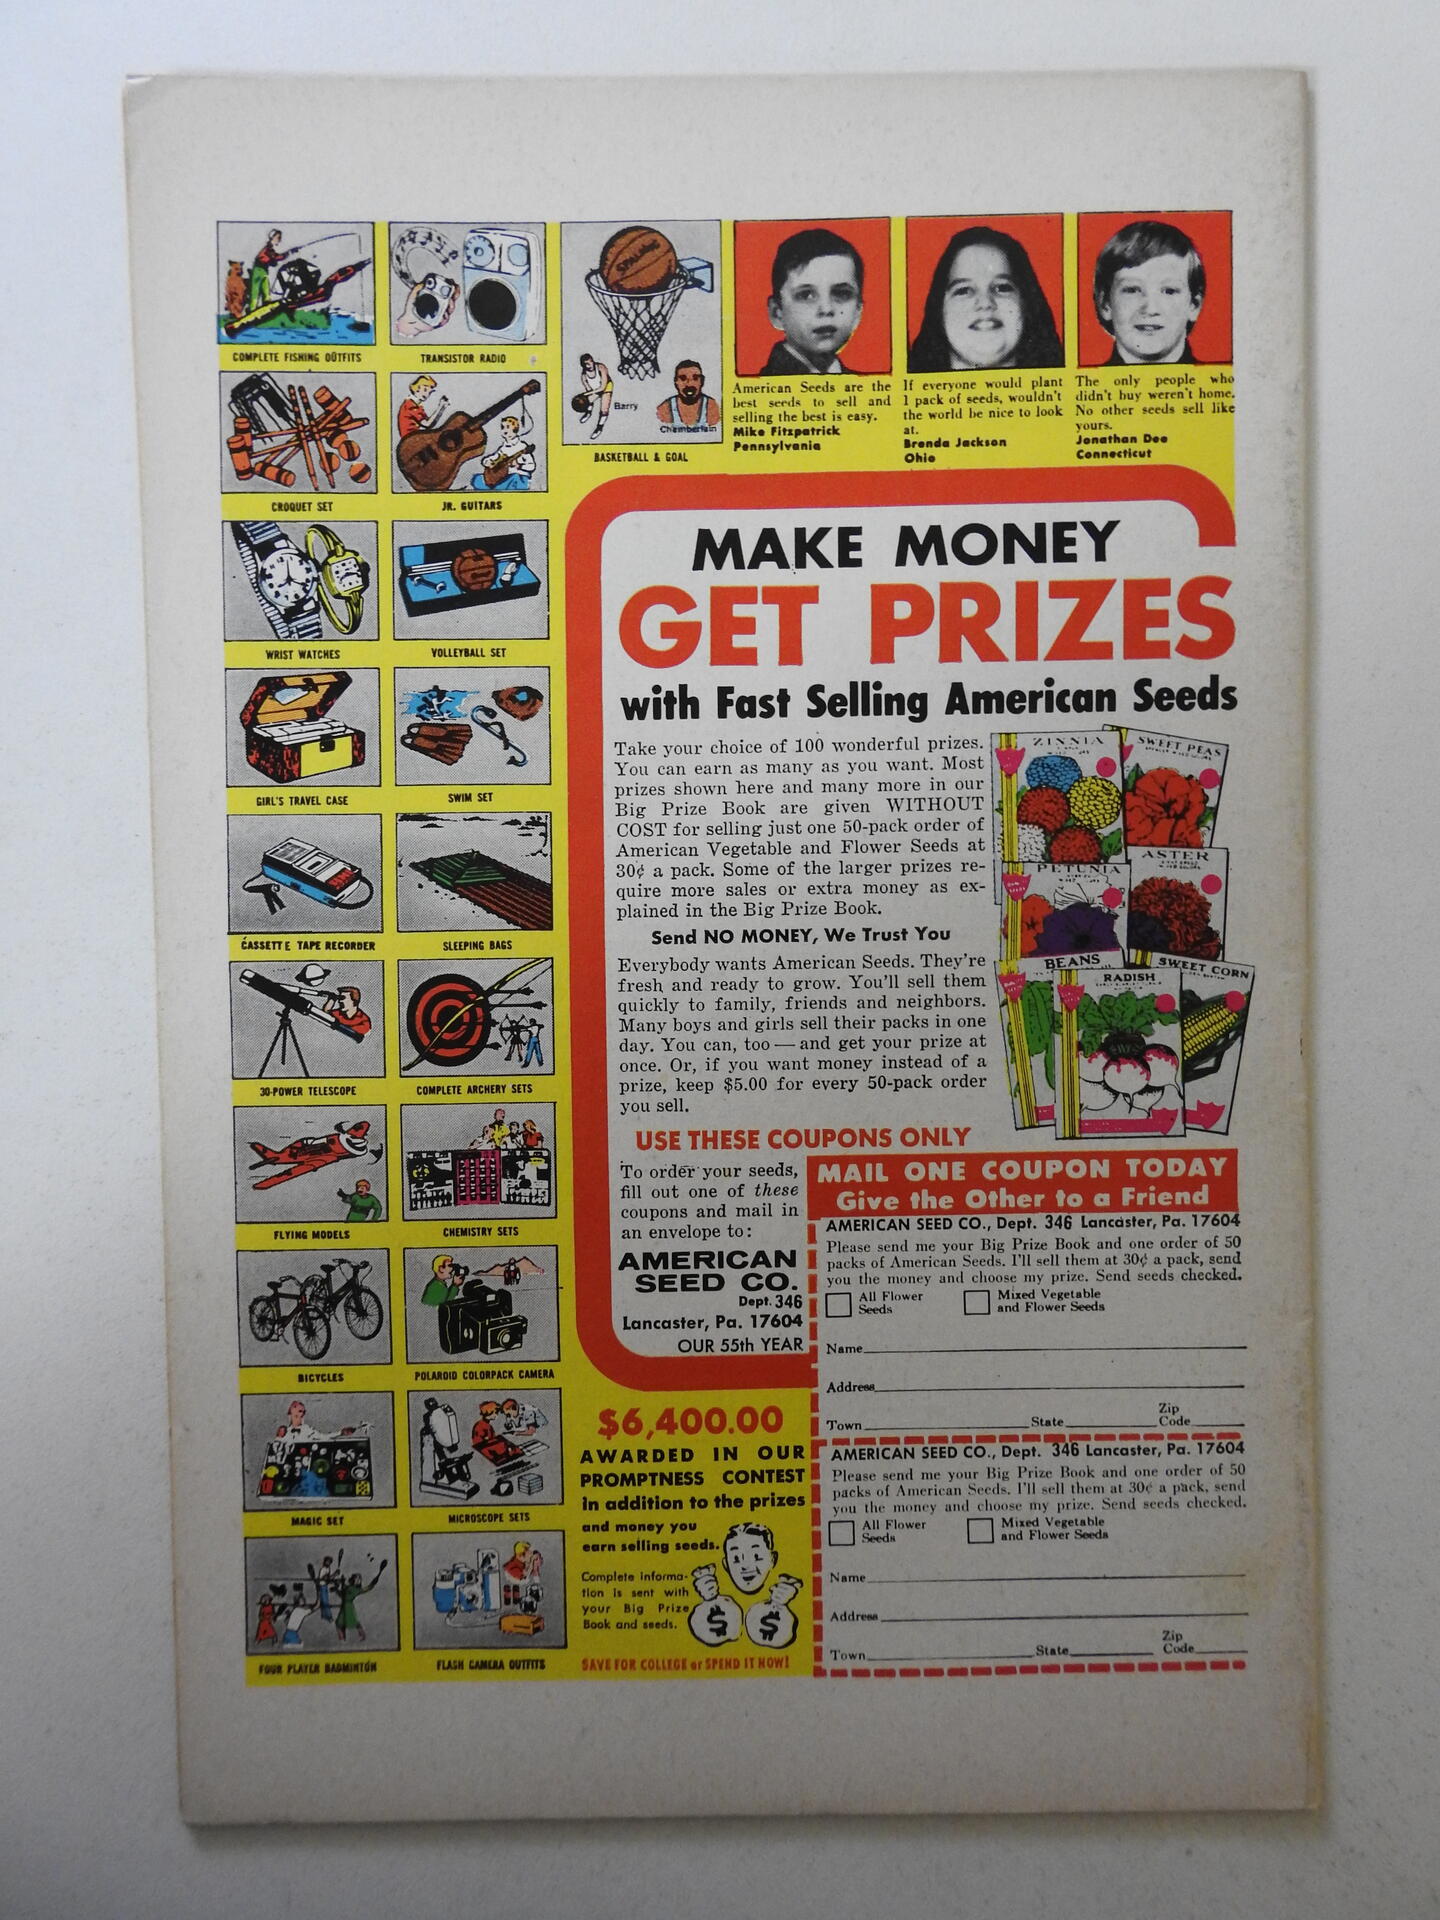 COMPLETE FISHING OUTFITS
TRANSISTOR RADIO
SPALDING
Barry
Chamberlain
BASKETBALL & GOAL
American Seeds are the
best seeds to sell and
selling the best is easy.
Mike Fitzpatrick
Pennsylvania
If everyone would plant
1 pack of seeds, wouldn't
the world be nice to look
at.
Brenda Jackson
Ohio
The only people who
didn't buy weren't home.
No other seeds sell like
yours.
Jonathan Dee
Connecticut
CROQUET SET
JR. GUITARS
WRIST WATCHES
VOLLEYBALL SET
GIRL'S TRAVEL CASE
SWIM SET
CASSETTE TAPE RECORDER
SLEEPING BAGS
30-POWER TELESCOPE
COMPLETE ARCHERY SETS
FLYING MODELS
CHEMISTRY SETS
BICYCLES
POLAROID COLORPACK CAMERA
MAGIC SET
MICROSCOPE SETS
FOUR PLAYER BADMINTON
FLASH CAMERA OUTFITS
MAKE MONEY
GET PRIZES
with Fast Selling American Seeds
Take your choice of 100 wonderful prizes.
You can earn as many as you want. Most
prizes shown here and many more in our
Big Prize Book are given WITHOUT
COST for selling just one 50-pack order of
American Vegetable and Flower Seeds at
30¢ a pack. Some of the larger prizes re-
quire more sales or extra money as ex-
plained in the Big Prize Book.
Send NO MONEY, We Trust You
Everybody wants American Seeds. They're
fresh and ready to grow. You'll sell them
quickly to family, friends and neighbors.
Many boys and girls sell their packs in one
day. You can, too — and get your prize at
once. Or, if you want money instead of a
prize, keep $5.00 for every 50-pack order
you sell.
ZINNIA
SWEET PEAS
PETUNIA
ASTER
BEANS
RADISH
SWEET CORN
USE THESE COUPONS ONLY
To order your seeds,
fill out one of these
coupons and mail in
an envelope to:
AMERICAN
SEED CO.
Dept. 346
Lancaster, Pa. 17604
OUR 55th YEAR
MAIL ONE COUPON TODAY
Give the Other to a Friend
AMERICAN SEED CO., Dept. 346 Lancaster, Pa. 17604
Please send me your Big Prize Book and one order of 50
packs of American Seeds. I'll sell them at 30¢ a pack, send
you the money and choose my prize. Send seeds checked.
All Flower
Seeds
Mixed Vegetable
and Flower Seeds
Name
Address
Town State Zip
Code
AMERICAN SEED CO., Dept. 346 Lancaster, Pa. 17604
Please send me your Big Prize Book and one order of 50
packs of American Seeds. I'll sell them at 30¢ a pack, send
you the money and choose my prize. Send seeds checked.
All Flower
Seeds
Mixed Vegetable
and Flower Seeds
Name
Address
Town State Zip
Code
$6,400.00
AWARDED IN OUR
PROMPTNESS CONTEST
in addition to the prizes
and money you
earn selling seeds.
Complete informa-
tion is sent with
your Big Prize
Book and seeds.
$ $
SAVE FOR COLLEGE or SPEND IT NOW!